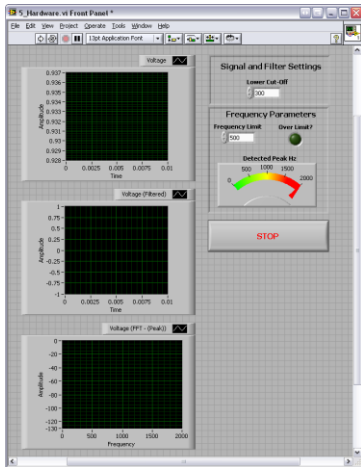 5_Hardware.vi Front Panel *
File Edit View Project Operate Tools Window Help
13pt Application Font
Voltage
0.937
0.936
0.935
0.934
0.933
0.932
0.931
0.93
0.929
0.928
Amplitude
0 0.0025 0.005 0.0075 0.01
Time
Voltage (Filtered)
1
0.75
0.5
0.25
0
-0.25
-0.5
-0.75
-1
Amplitude
0 0.0025 0.005 0.0075 0.01
Time
Voltage (FFT - (Peak))
0
-20
-40
-60
-80
-100
-120
-130
Amplitude
0 500 1000 1500 2000
Frequency
Signal and Filter Settings
Lower Cut-Off
300
Frequency Parameters
Frequency Limit Over Limit?
500
Detected Peak Hz
0 500 1000 1500 2000
STOP